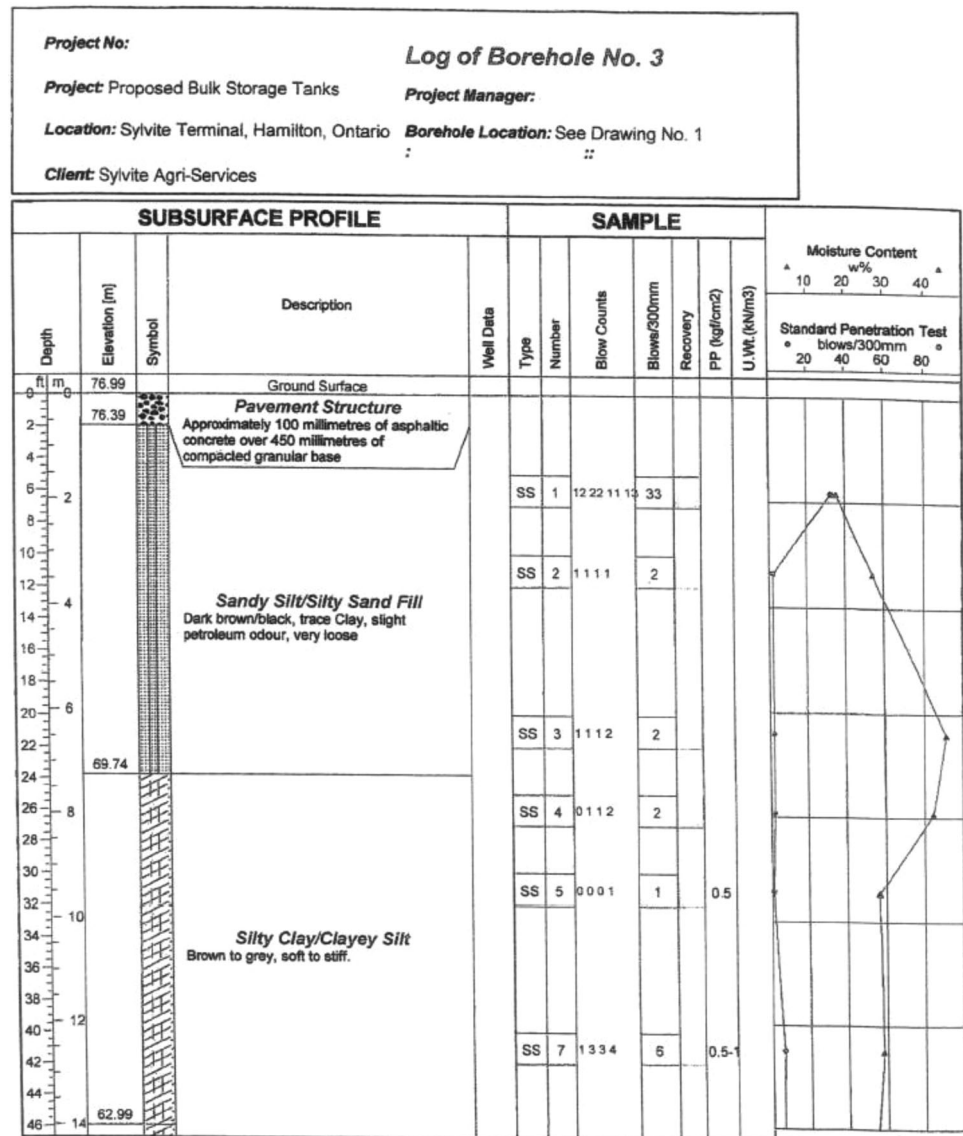 Project No:
Log of Borehole No. 3
Project: Proposed Bulk Storage Tanks
Project Manager:
Location: Sylvite Terminal, Hamilton, Ontario
Borehole Location: See Drawing No. 1
: ::
Client: Sylvite Agri-Services
SUBSURFACE PROFILE
SAMPLE
Depth
Elevation [m]
Symbol
Description
Well Data
Type
Number
Blow Counts
Blows/300mm
Recovery
PP (kgf/cm2)
U.Wt.(kN/m3)
Moisture Content
w%
10 20 30 40
Standard Penetration Test
blows/300mm
20 40 60 80
ft m 76.99 Ground Surface
0 0
Pavement Structure
76.39
2
Approximately 100 millimetres of asphaltic
concrete over 450 millimetres of
4
compacted granular base
6 2 SS 1 12 22 11 13 33
8
10
SS 2 1 1 1 1 2
12
4
Sandy Silt/Silty Sand Fill
14
Dark brown/black, trace Clay, slight
petroleum odour, very loose
16
18
20 6
SS 3 1 1 1 2 2
22
69.74
24
26 8 SS 4 0 1 1 2 2
28
30
SS 5 0 0 0 1 1 0.5
32
10
34
Silty Clay/Clayey Silt
Brown to grey, soft to stiff.
36
38
12
40
SS 7 1 3 3 4 6 0.5-1
42
44
62.99
46 14